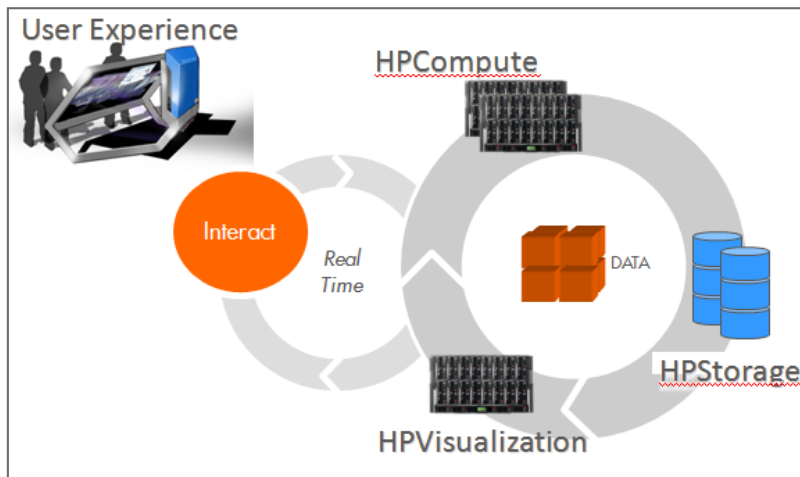 User Experience
HPCompute
Interact
Real
Time
DATA
HPStorage
HPVisualization